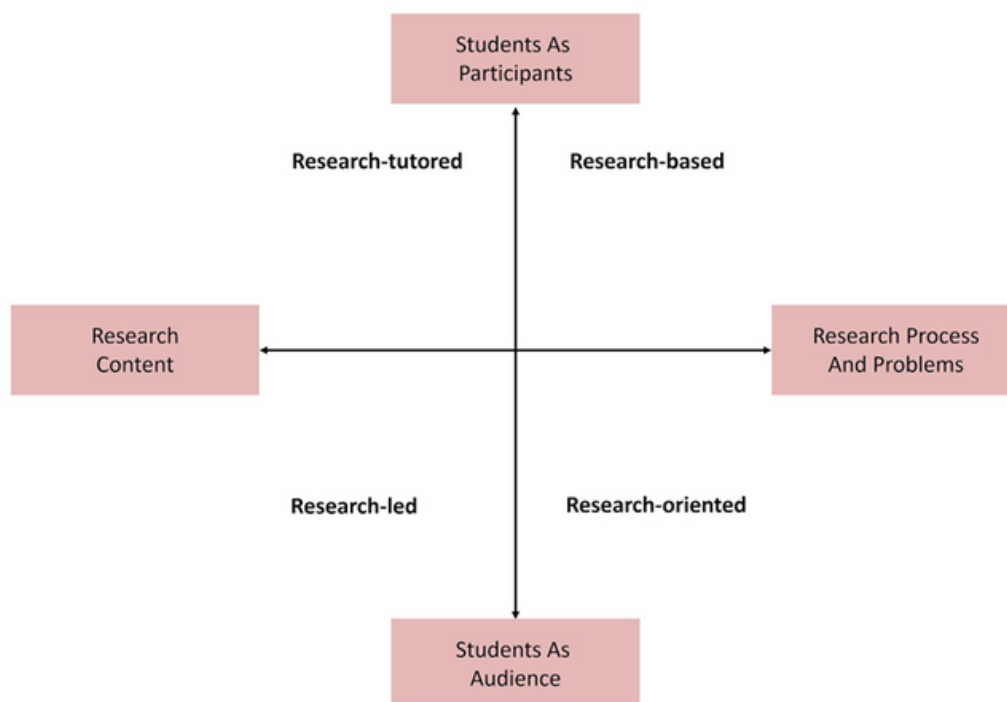 Students As
Participants
Research-tutored
Research-based
Research
Content
Research Process
And Problems
Research-led
Research-oriented
Students As
Audience